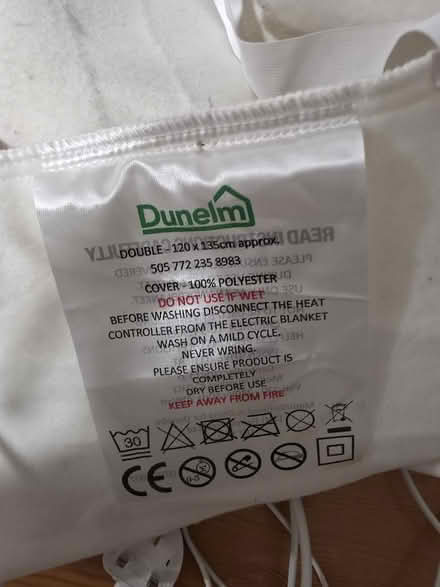 Dunelm
DOUBLE - 120 x 135cm approx.
505 772 235 8983
COVER - 100% POLYESTER
DO NOT USE IF WET
BEFORE WASHING DISCONNECT THE HEAT
CONTROLLER FROM THE ELECTRIC BLANKET
WASH ON A MILD CYCLE.
NEVER WRING.
PLEASE ENSURE PRODUCT IS
COMPLETELY
DRY BEFORE USE
KEEP AWAY FROM FIRE
30
CE